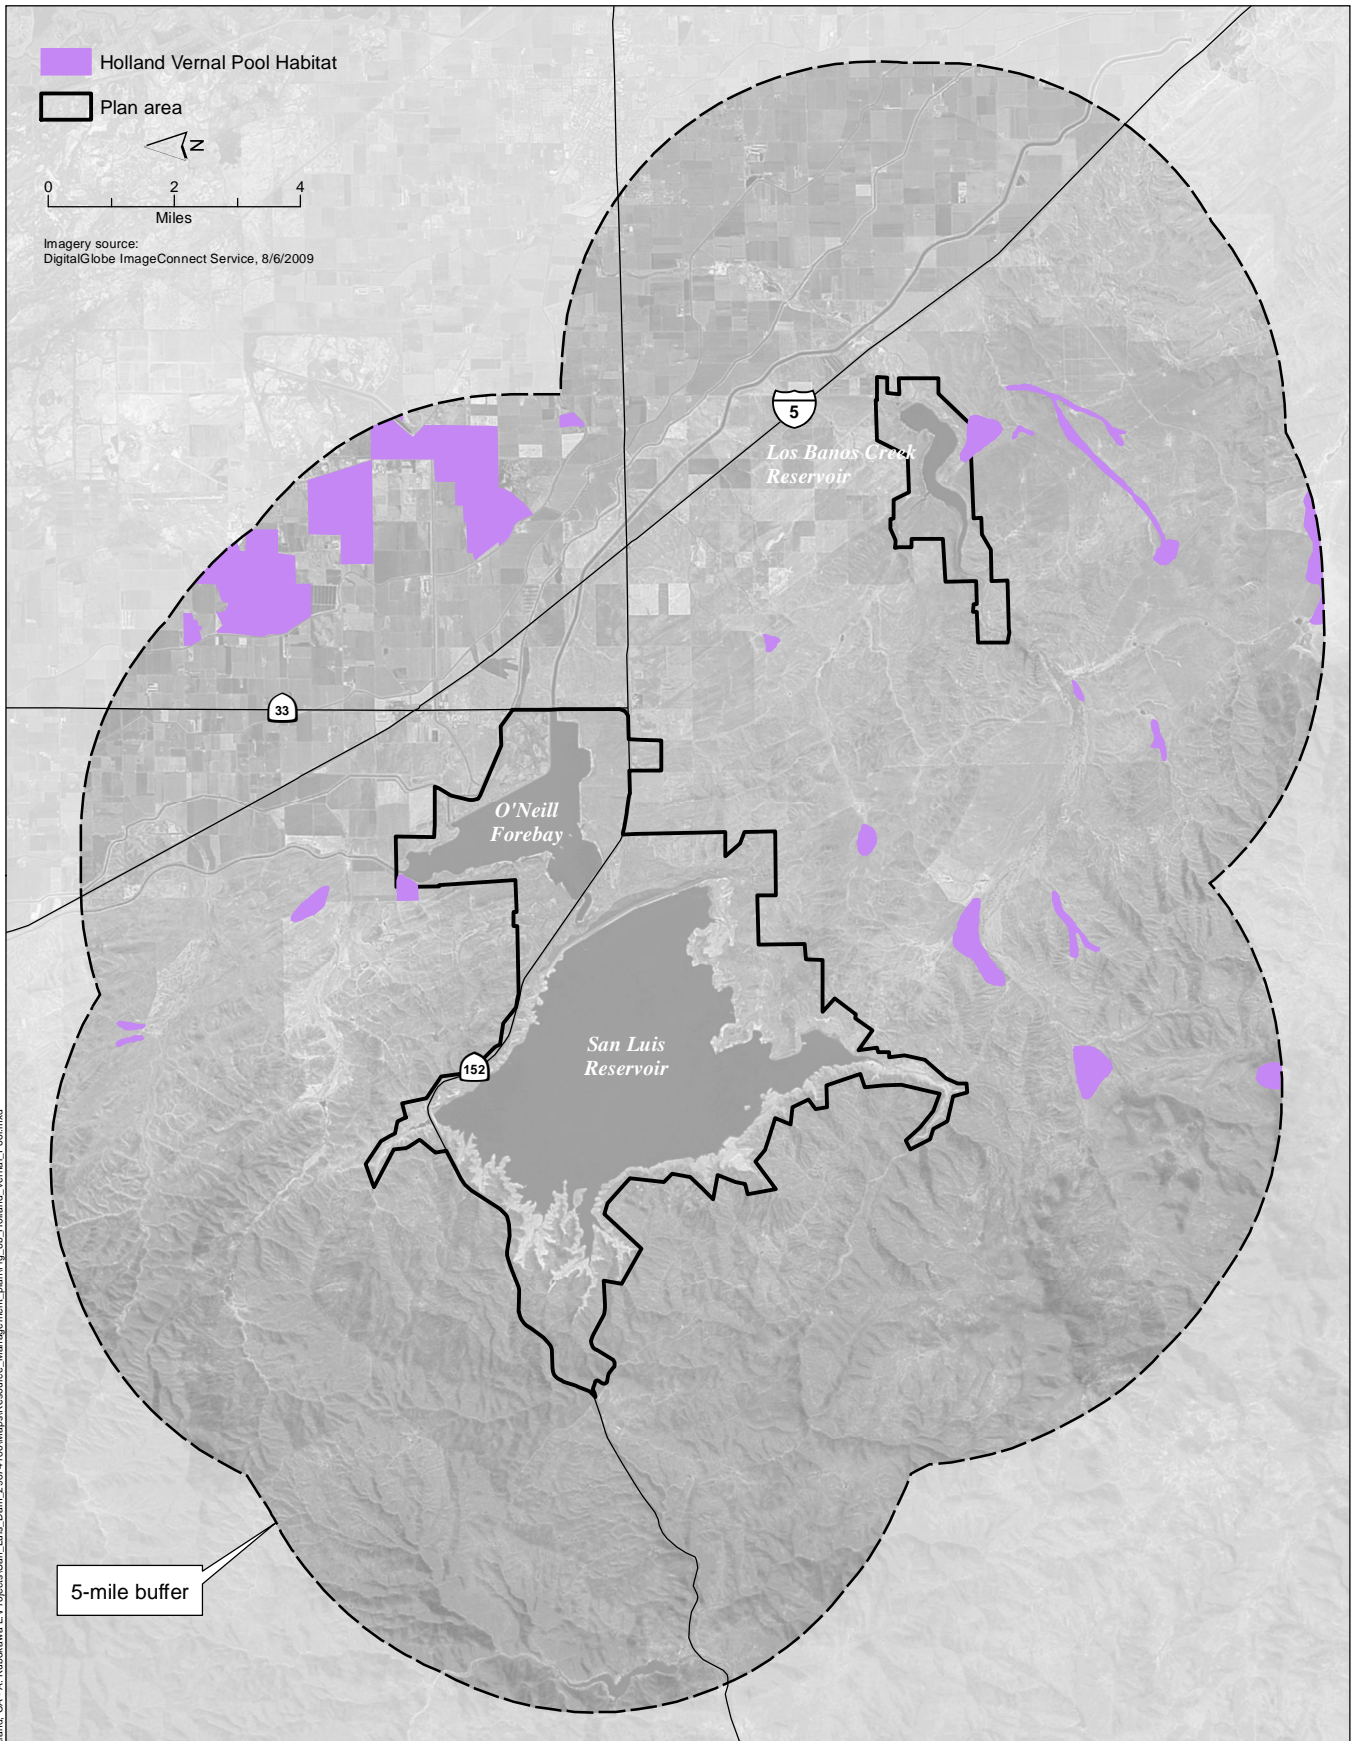 Holland Vernal Pool Habitat
Plan area
N
0 2 4
Miles
Imagery source:
DigitalGlobe ImageConnect Service, 8/6/2009
5
Los Banos Creek
Reservoir
33
O'Neill
Forebay
San Luis
Reservoir
152
5-mile buffer